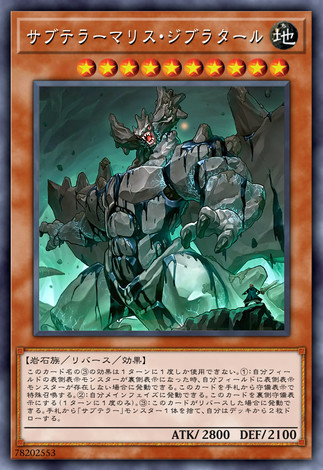 サブテラーマリス・ジブラタール
地
【岩石族／リバース／効果】
このカード名の③の効果は１ターンに１度しか使用できない。①：自分フィ
ールドの表側表示モンスターが裏側表示になった時、自分フィールドに表側表示
モンスターが存在しない場合に発動できる。このカードを手札から守備表示で
特殊召喚する。②：自分メインフェイズに発動できる。このカードを裏側守備表
示にする（１ターンに１度のみ）。③：このカードがリバースした場合に発動で
きる。手札から「サブテラー」モンスター１体を捨て、自分はデッキから２枚ド
ローする。
ATK/ 2800 DEF/ 2100
78202553